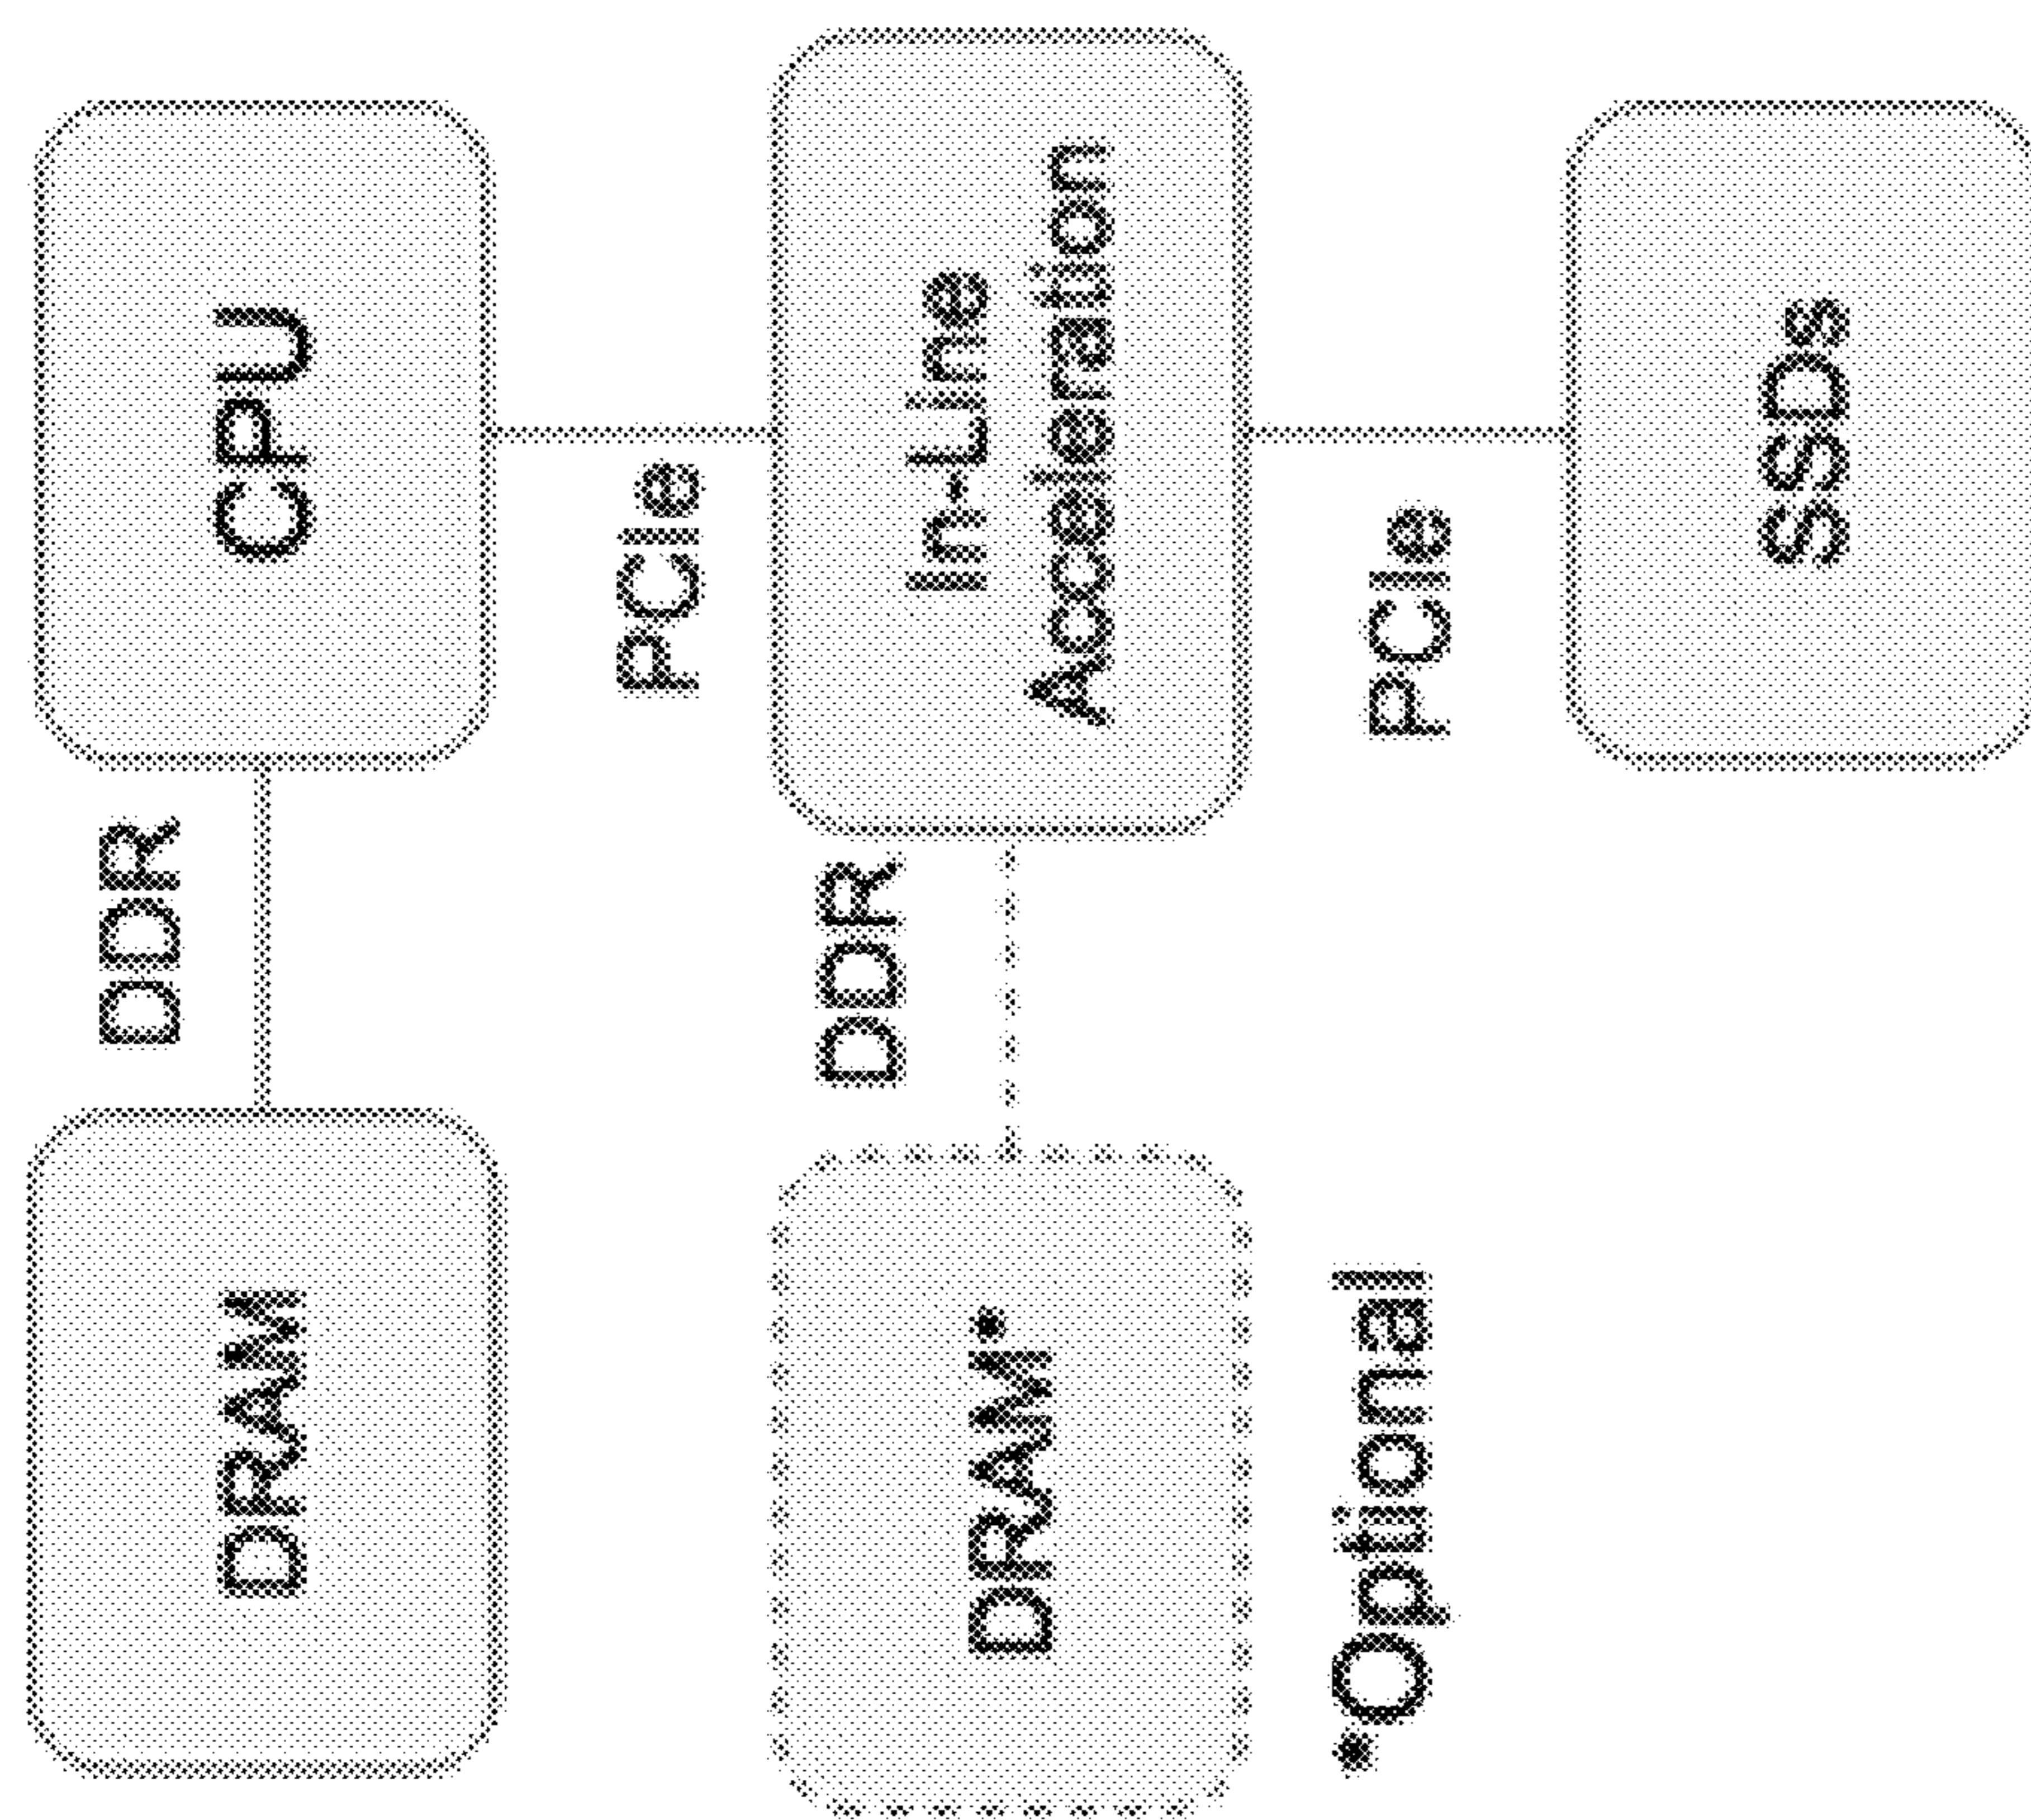 DDR
DRAM
CPU
PCIe
DDR
DRAM*
In-Line
Acceleration
*Optional
PCIe
SSDs